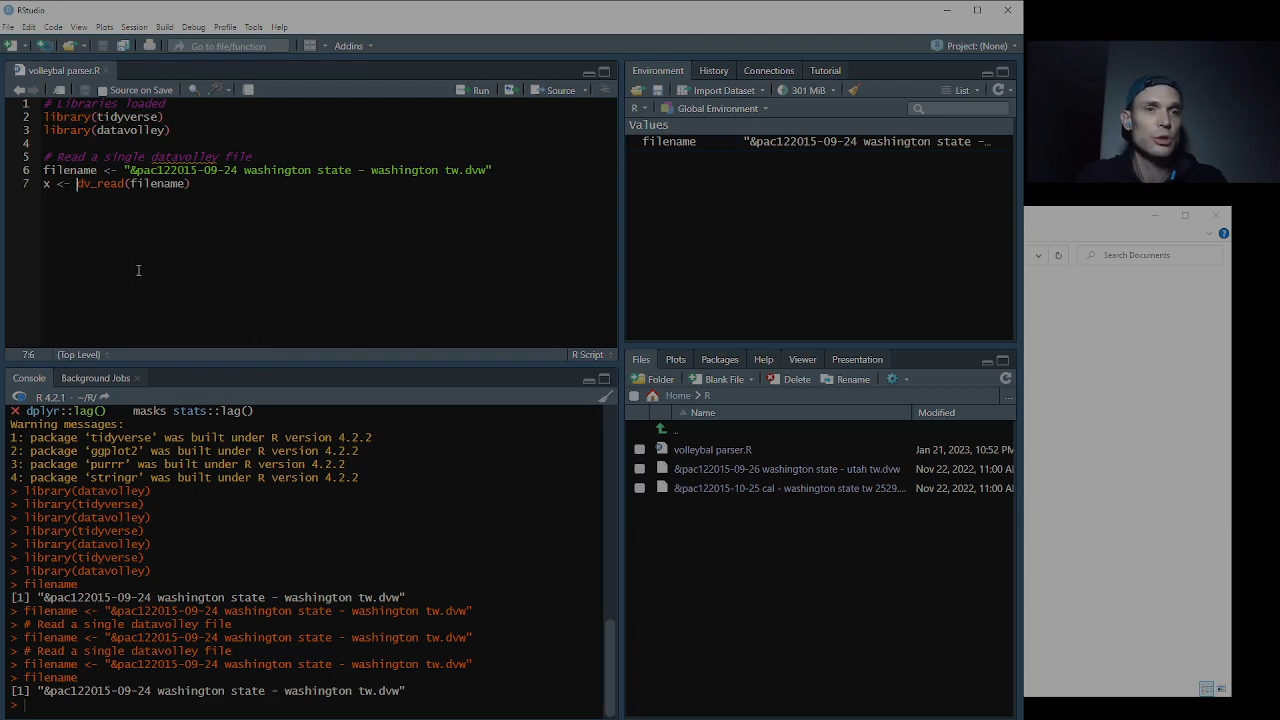 RStudio
File Edit Code View Plots Session Build Debug Profile Tools Help
Go to file/function
Addins
Project: (None)
volleybal parser.R
Source on Save
Run
Source
1 # Libraries loaded
2 library(tidyverse)
3 library(datavolley)
4
5 # Read a single datavolley file
6 filename <- "&pac122015-09-24 washington state - washington tw.dvw"
7 x <- dv_read(filename)
7:6 (Top Level) R Script
Console Background Jobs
R 4.2.1 · ~/R/
✕ dplyr::lag() masks stats::lag()
Warning messages:
1: package ‘tidyverse’ was built under R version 4.2.2
2: package ‘ggplot2’ was built under R version 4.2.2
3: package ‘purrr’ was built under R version 4.2.2
4: package ‘stringr’ was built under R version 4.2.2
> library(datavolley)
> library(tidyverse)
> library(datavolley)
> library(tidyverse)
> library(datavolley)
> library(tidyverse)
> library(datavolley)
> filename
[1] "&pac122015-09-24 washington state - washington tw.dvw"
> filename <- "&pac122015-09-24 washington state - washington tw.dvw"
> # Read a single datavolley file
> filename <- "&pac122015-09-24 washington state - washington tw.dvw"
> # Read a single datavolley file
> filename <- "&pac122015-09-24 washington state - washington tw.dvw"
> filename
[1] "&pac122015-09-24 washington state - washington tw.dvw"
>
Environment History Connections Tutorial
Import Dataset 301 MiB List
R Global Environment
Values
filename "&pac122015-09-24 washington state -…
Files Plots Packages Help Viewer Presentation
Folder Blank File Delete Rename
Home > R
Name Modified
..
volleybal parser.R Jan 21, 2023, 10:52 PM
&pac122015-09-26 washington state - utah tw.dvw Nov 22, 2022, 11:00 A
&pac122015-10-25 cal - washington state tw 2529.... Nov 22, 2022, 11:00 A
Search Documents